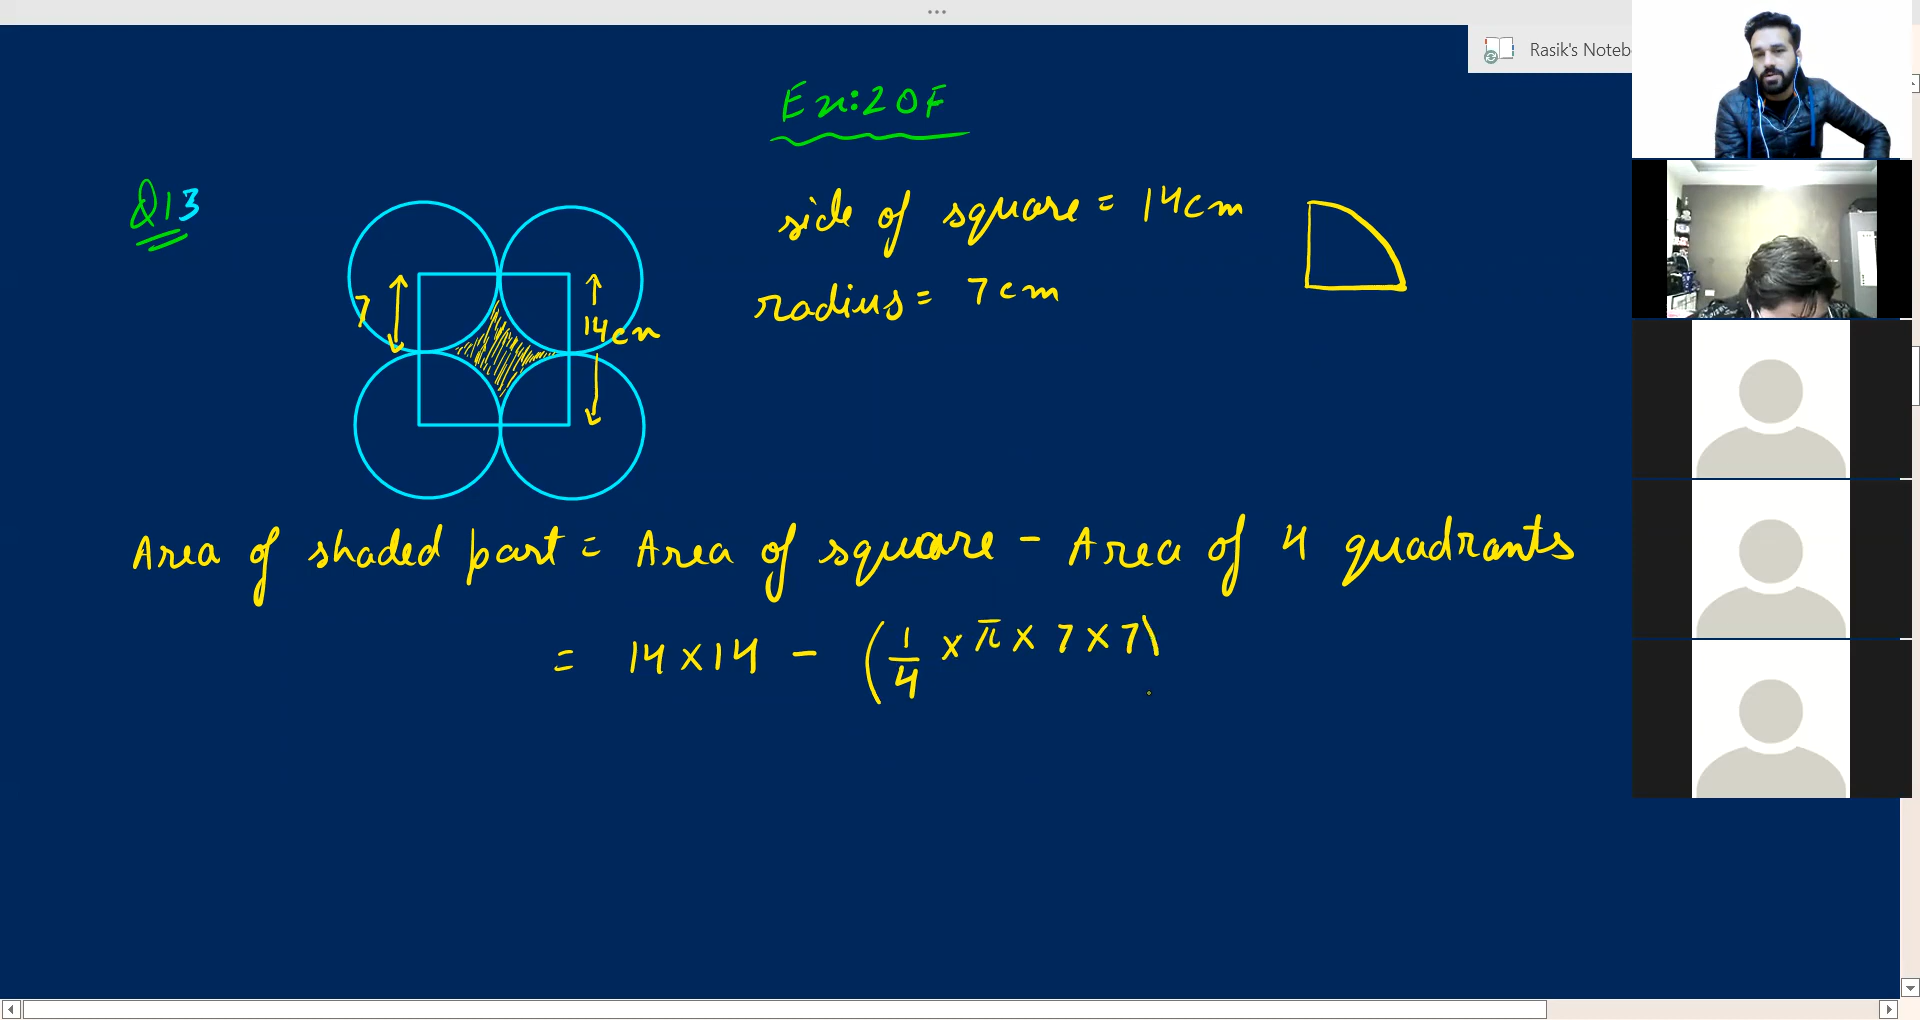 Rasik's Noteb
Ex:20F
Q13
side of square = 14cm
radius = 7cm
7
14cm
Area of shaded part = Area of square - Area of 4 quadrants
= 14×14 - (1/4 × π × 7 × 7)